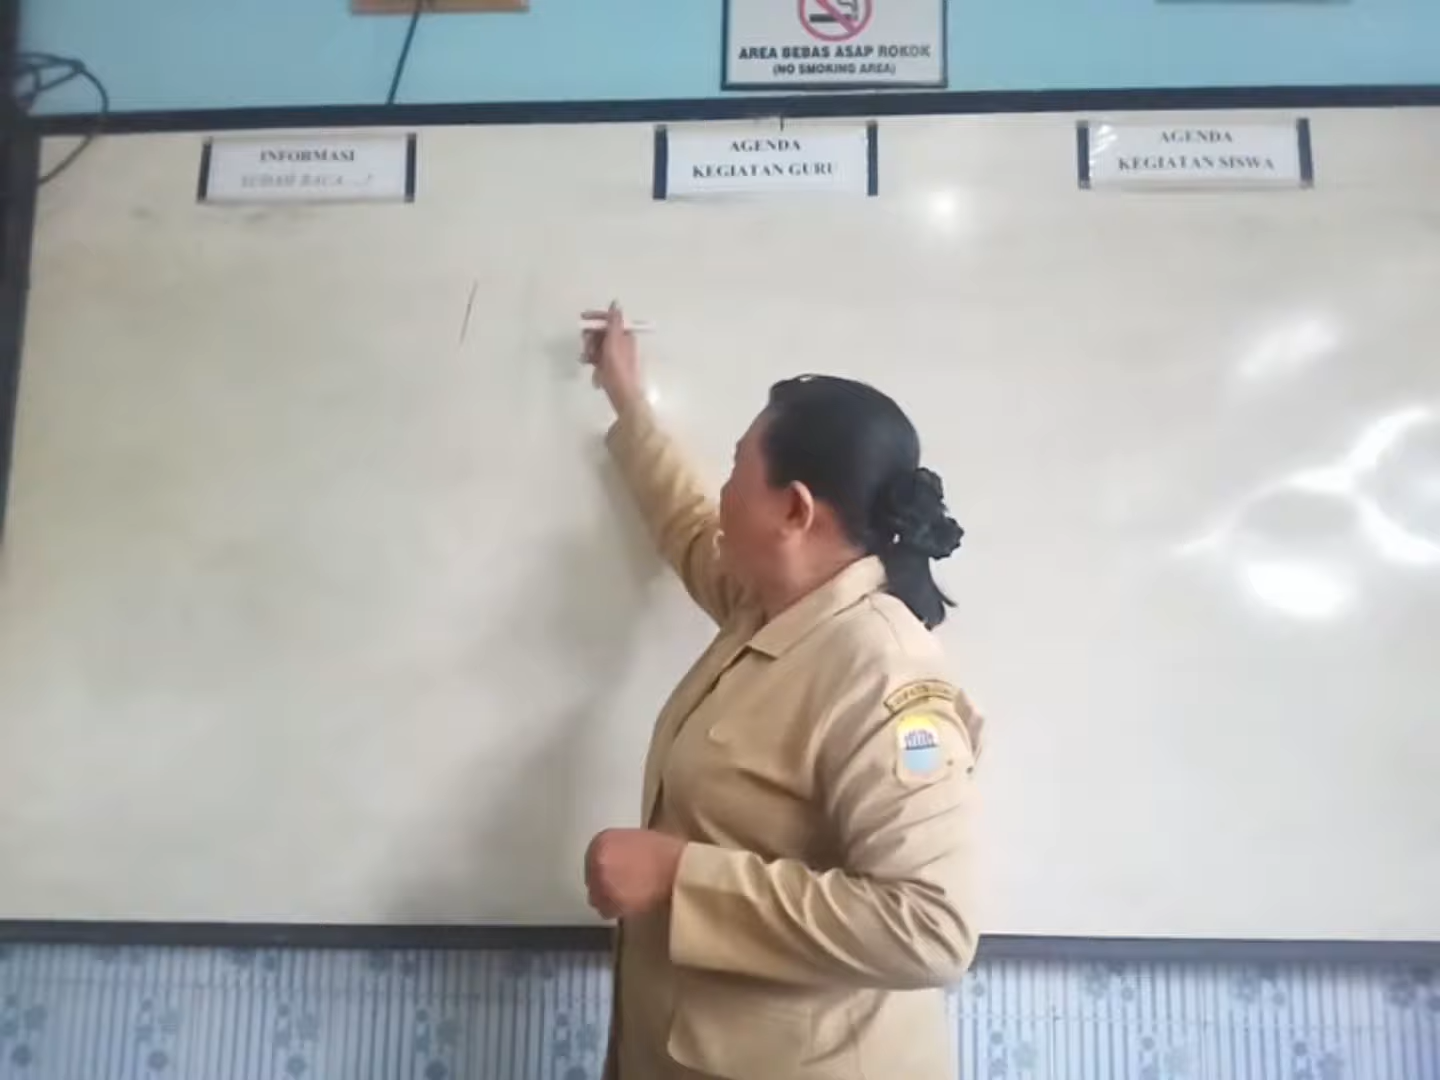 AREA BEBAS ASAP ROKOK
(NO SMOKING AREA)
INFORMASI
SUDAH BACA ...?
AGENDA
KEGIATAN GURU
AGENDA
KEGIATAN SISWA